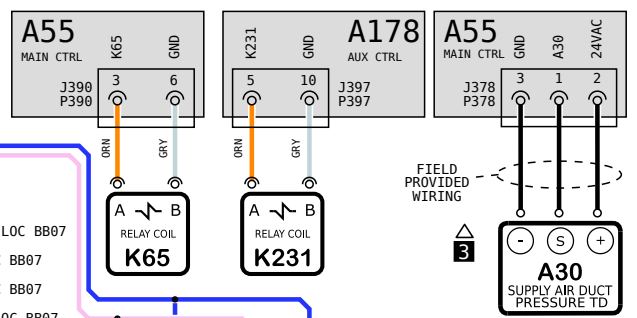 A55
MAIN CTRL
K65
GND
J390
P390
3
6
ORN
GRY
A
B
RELAY COIL
K65
A178
AUX CTRL
K231
GND
5
10
J397
P397
ORN
GRY
A
B
RELAY COIL
K231
A55
MAIN CTRL
GND
A30
24VAC
J378
P378
3
1
2
FIELD
PROVIDED
WIRING
3
-
S
+
A30
SUPPLY AIR DUCT
PRESSURE TD
LOC BB07
BB07
BB07
OC BB07